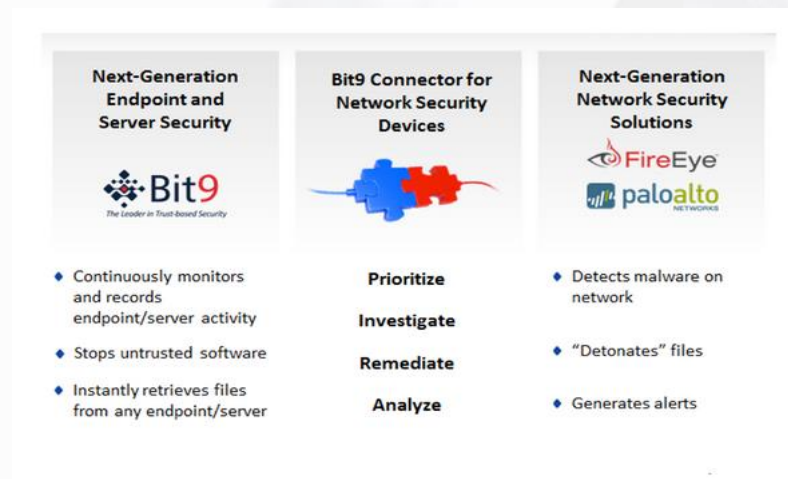 Next-Generation
Endpoint and
Server Security
Bit9
The Leader in Trust-based Security
Continuously monitors
and records
endpoint/server activity
Stops untrusted software
Instantly retrieves files
from any endpoint/server
Bit9 Connector for
Network Security
Devices
Prioritize
Investigate
Remediate
Analyze
Next-Generation
Network Security
Solutions
FireEye
paloalto
NETWORKS
Detects malware on
network
“Detonates” files
Generates alerts